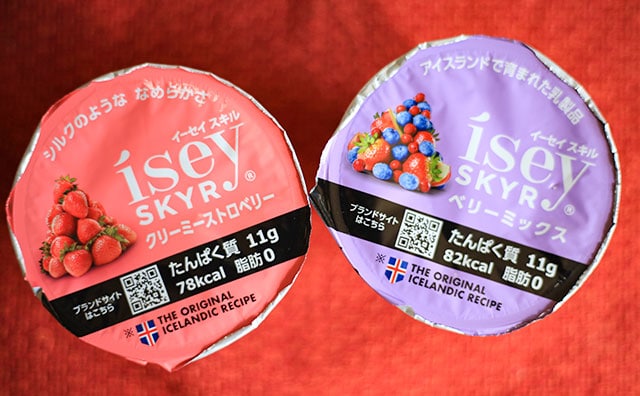 シルクのような なめらかさ
イーセイ スキル
ísey
SKYR®
クリーミーストロベリー
ブランドサイト
はこちら
たんぱく質 11g
78kcal 脂肪0
※ THE ORIGINAL
ICELANDIC RECIPE
アイスランドで育まれた乳製品
イーセイ スキル
ísey
SKYR®
ベリーミックス
ブランドサイト
はこちら
たんぱく質 11g
82kcal 脂肪0
※ THE ORIGINAL
ICELANDIC RECIPE